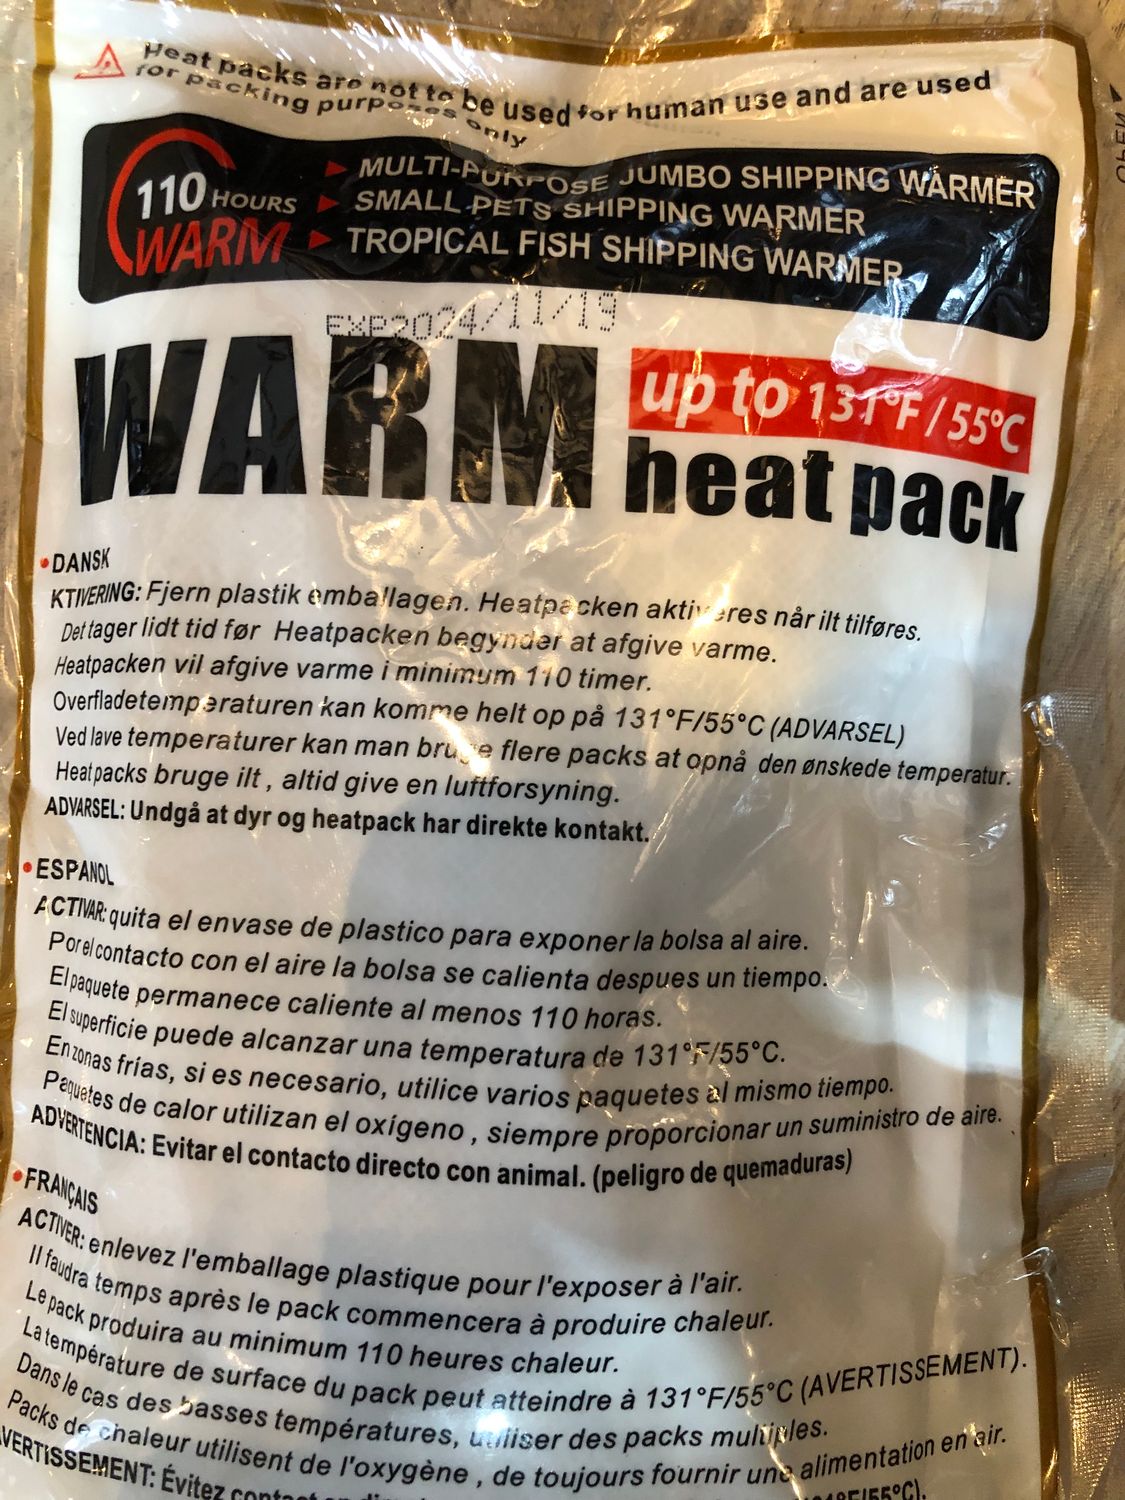 Heat packs are not to be used for human use and are used
for packing purposes only
110 HOURS
WARM
MULTI-PURPOSE JUMBO SHIPPING WARMER
SMALL PETS SHIPPING WARMER
TROPICAL FISH SHIPPING WARMER
EXP2024/11/19
WARM
up to 131°F / 55°C
heat pack
•DANSK
KTIVERING: Fjern plastik emballagen. Heatpacken aktiveres når ilt tilføres.
Det tager lidt tid før Heatpacken begynder at afgive varme.
Heatpacken vil afgive varme i minimum 110 timer.
Overfladetemperaturen kan komme helt op på 131°F/55°C (ADVARSEL)
Ved lave temperaturer kan man bruge flere packs at opnå den ønskede temperatur.
Heatpacks bruge ilt , altid give en luftforsyning.
ADVARSEL: Undgå at dyr og heatpack har direkte kontakt.
•ESPANOL
ACTIVAR: quita el envase de plastico para exponer la bolsa al aire.
Por el contacto con el aire la bolsa se calienta despues un tiempo.
El paquete permanece caliente al menos 110 horas.
El superficie puede alcanzar una temperatura de 131°F/55°C.
En zonas frías, si es necesario, utilice varios paquetes al mismo tiempo.
Paquetes de calor utilizan el oxígeno , siempre proporcionar un suministro de aire.
ADVERTENCIA: Evitar el contacto directo con animal. (peligro de quemaduras)
•FRANÇAIS
ACTIVER: enlevez l'emballage plastique pour l'exposer à l'air.
Il faudra temps après le pack commencera à produire chaleur.
Le pack produira au minimum 110 heures chaleur.
La température de surface du pack peut atteindre à 131°F/55°C (AVERTISSEMENT).
Dans le cas des basses températures, utiliser des packs multiples.
Packs de chaleur utilisent de l'oxygène , de toujours fournir une alimentation en air.
AVERTISSEMENT: Évitez contact